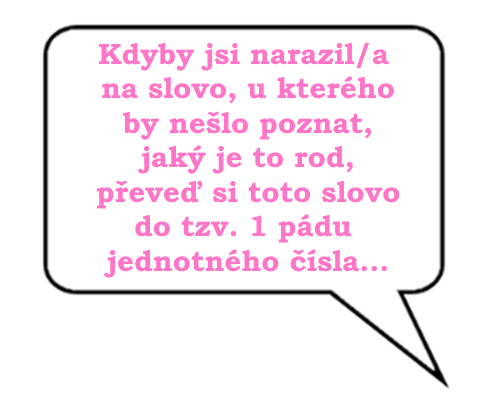 Kdyby jsi narazil/a
na slovo, u kterého
by nešlo poznat,
jaký je to rod,
převeď si toto slovo
do tzv. 1 pádu
jednotného čísla...